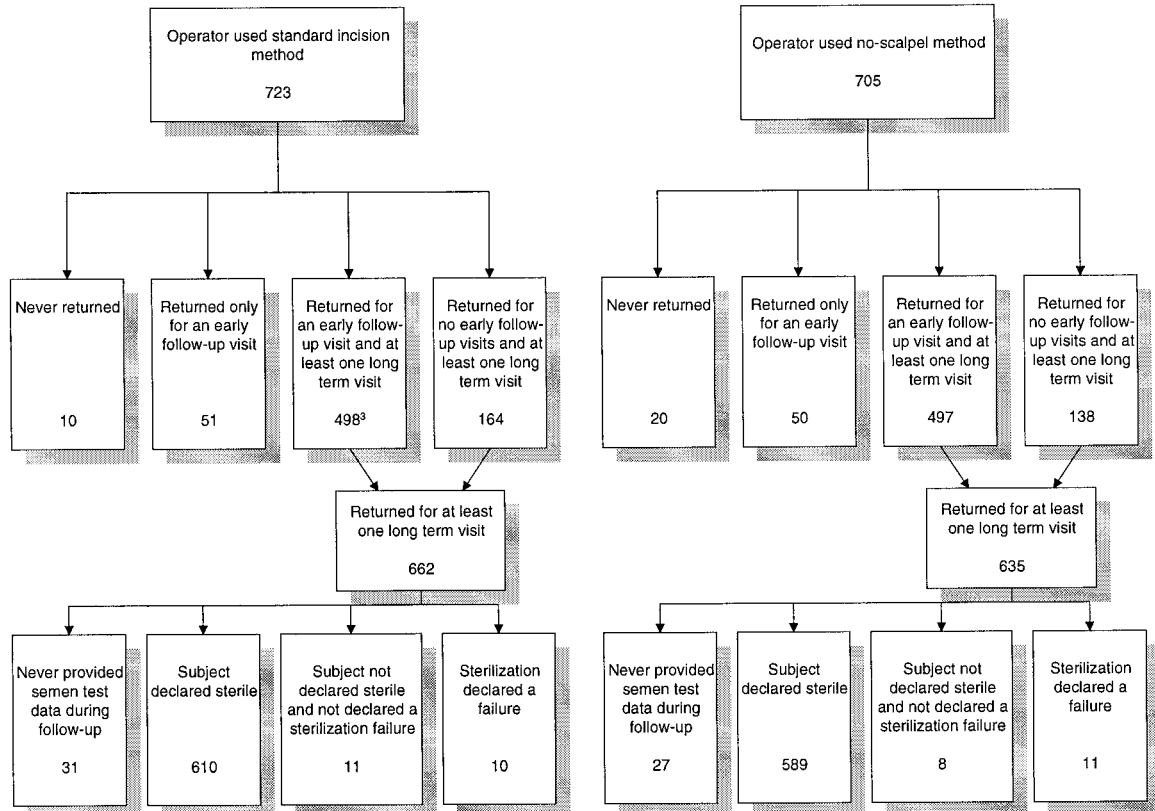 Operator used standard incision
method
723
Operator used no-scalpel method
705
Never returned
10
Returned only
for an early
follow-up visit
51
Returned for
an early follow-
up visit and at
least one long
term visit
498³
Returned for
no early follow-
up visits and at
least one long
term visit
164
Never returned
20
Returned only
for an early
follow-up visit
50
Returned for
an early follow-
up visit and at
least one long
term visit
497
Returned for
no early follow-
up visits and at
least one long
term visit
138
Returned for at least
one long term visit
662
Returned for at least
one long term visit
635
Never provided
semen test
data during
follow-up
31
Subject
declared sterile
610
Subject not
declared sterile
and not declared a
sterilization failure
11
Sterilization
declared a
failure
10
Never provided
semen test
data during
follow-up
27
Subject
declared sterile
589
Subject not
declared sterile
and not declared a
sterilization failure
8
Sterilization
declared a
failure
11